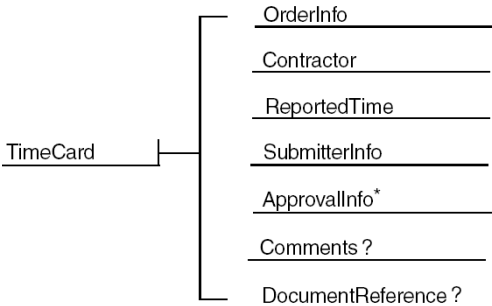 OrderInfo
Contractor
ReportedTime
TimeCard
SubmitterInfo
ApprovalInfo*
Comments ?
DocumentReference ?